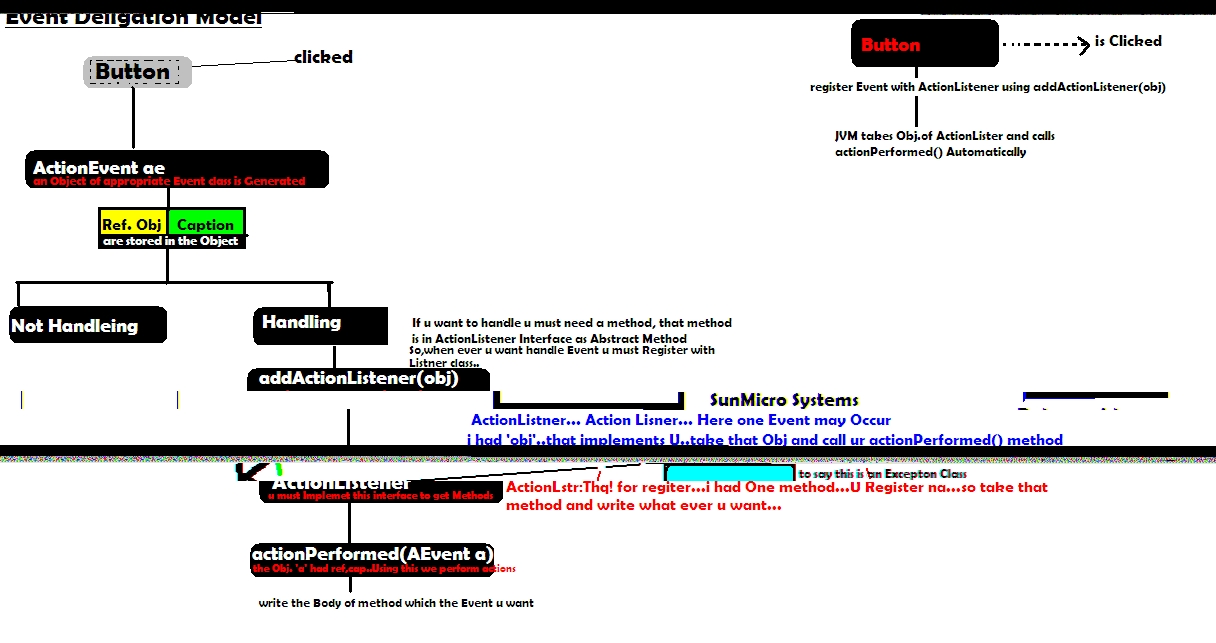 Event Deligation Model
Button
clicked
ActionEvent ae
an Object of appropriate Event class is Generated
Ref. Obj
Caption
are stored in the Object
Not Handleing
Handling
If u want to handle u must need a method, that method
is in ActionListener Interface as Abstract Method
So,when ever u want handle Event u must Register with
Listner class..
addActionListener(obj)
SunMicro Systems
ActionListner... Action Lisner... Here one Event may Occur
i had 'obj'..that implements U..take that Obj and call ur actionPerformed() method
to say this is 'an Excepton Class
ActionListener
u must Implemet this interface to get Methods
ActionLstr:Thq! for regiter...i had One method...U Register na...so take that
method and write what ever u want...
actionPerformed(AEvent a)
the Obj. 'a' had ref,cap..Using this we perform actions
write the Body of method which the Event u want
Button
is Clicked
register Event with ActionListener using addActionListener(obj)
JVM takes Obj.of ActionLister and calls
actionPerformed() Automatically